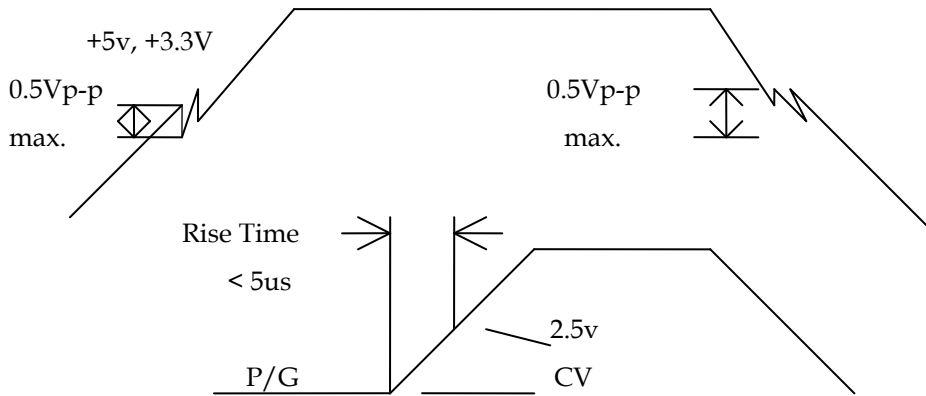 +5v, +3.3V
0.5Vp-p
max.
0.5Vp-p
max.
Rise Time
< 5us
2.5v
P/G
CV